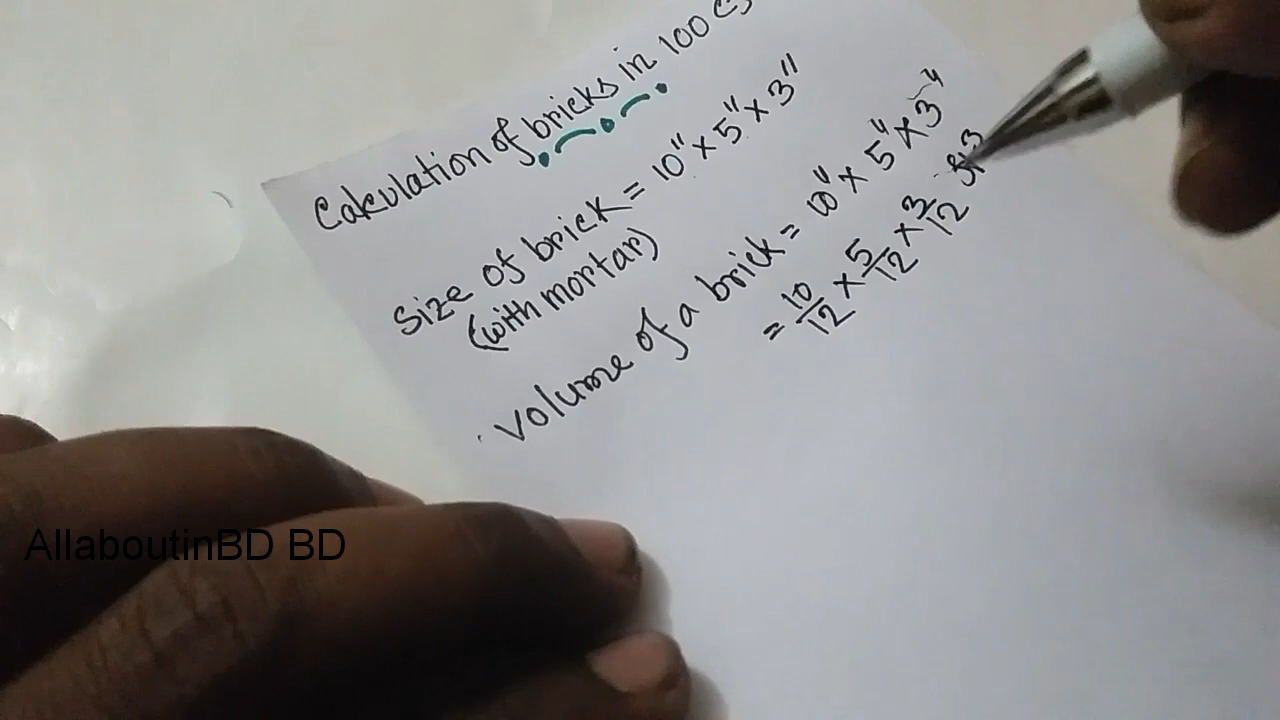 Calculation of bricks in 100
Size of brick = 10" × 5" × 3"
(with mortar)
Volume of a brick = 10" × 5" × 3"
= 10/12 × 5/12 × 3/12
AllaboutinBD BD